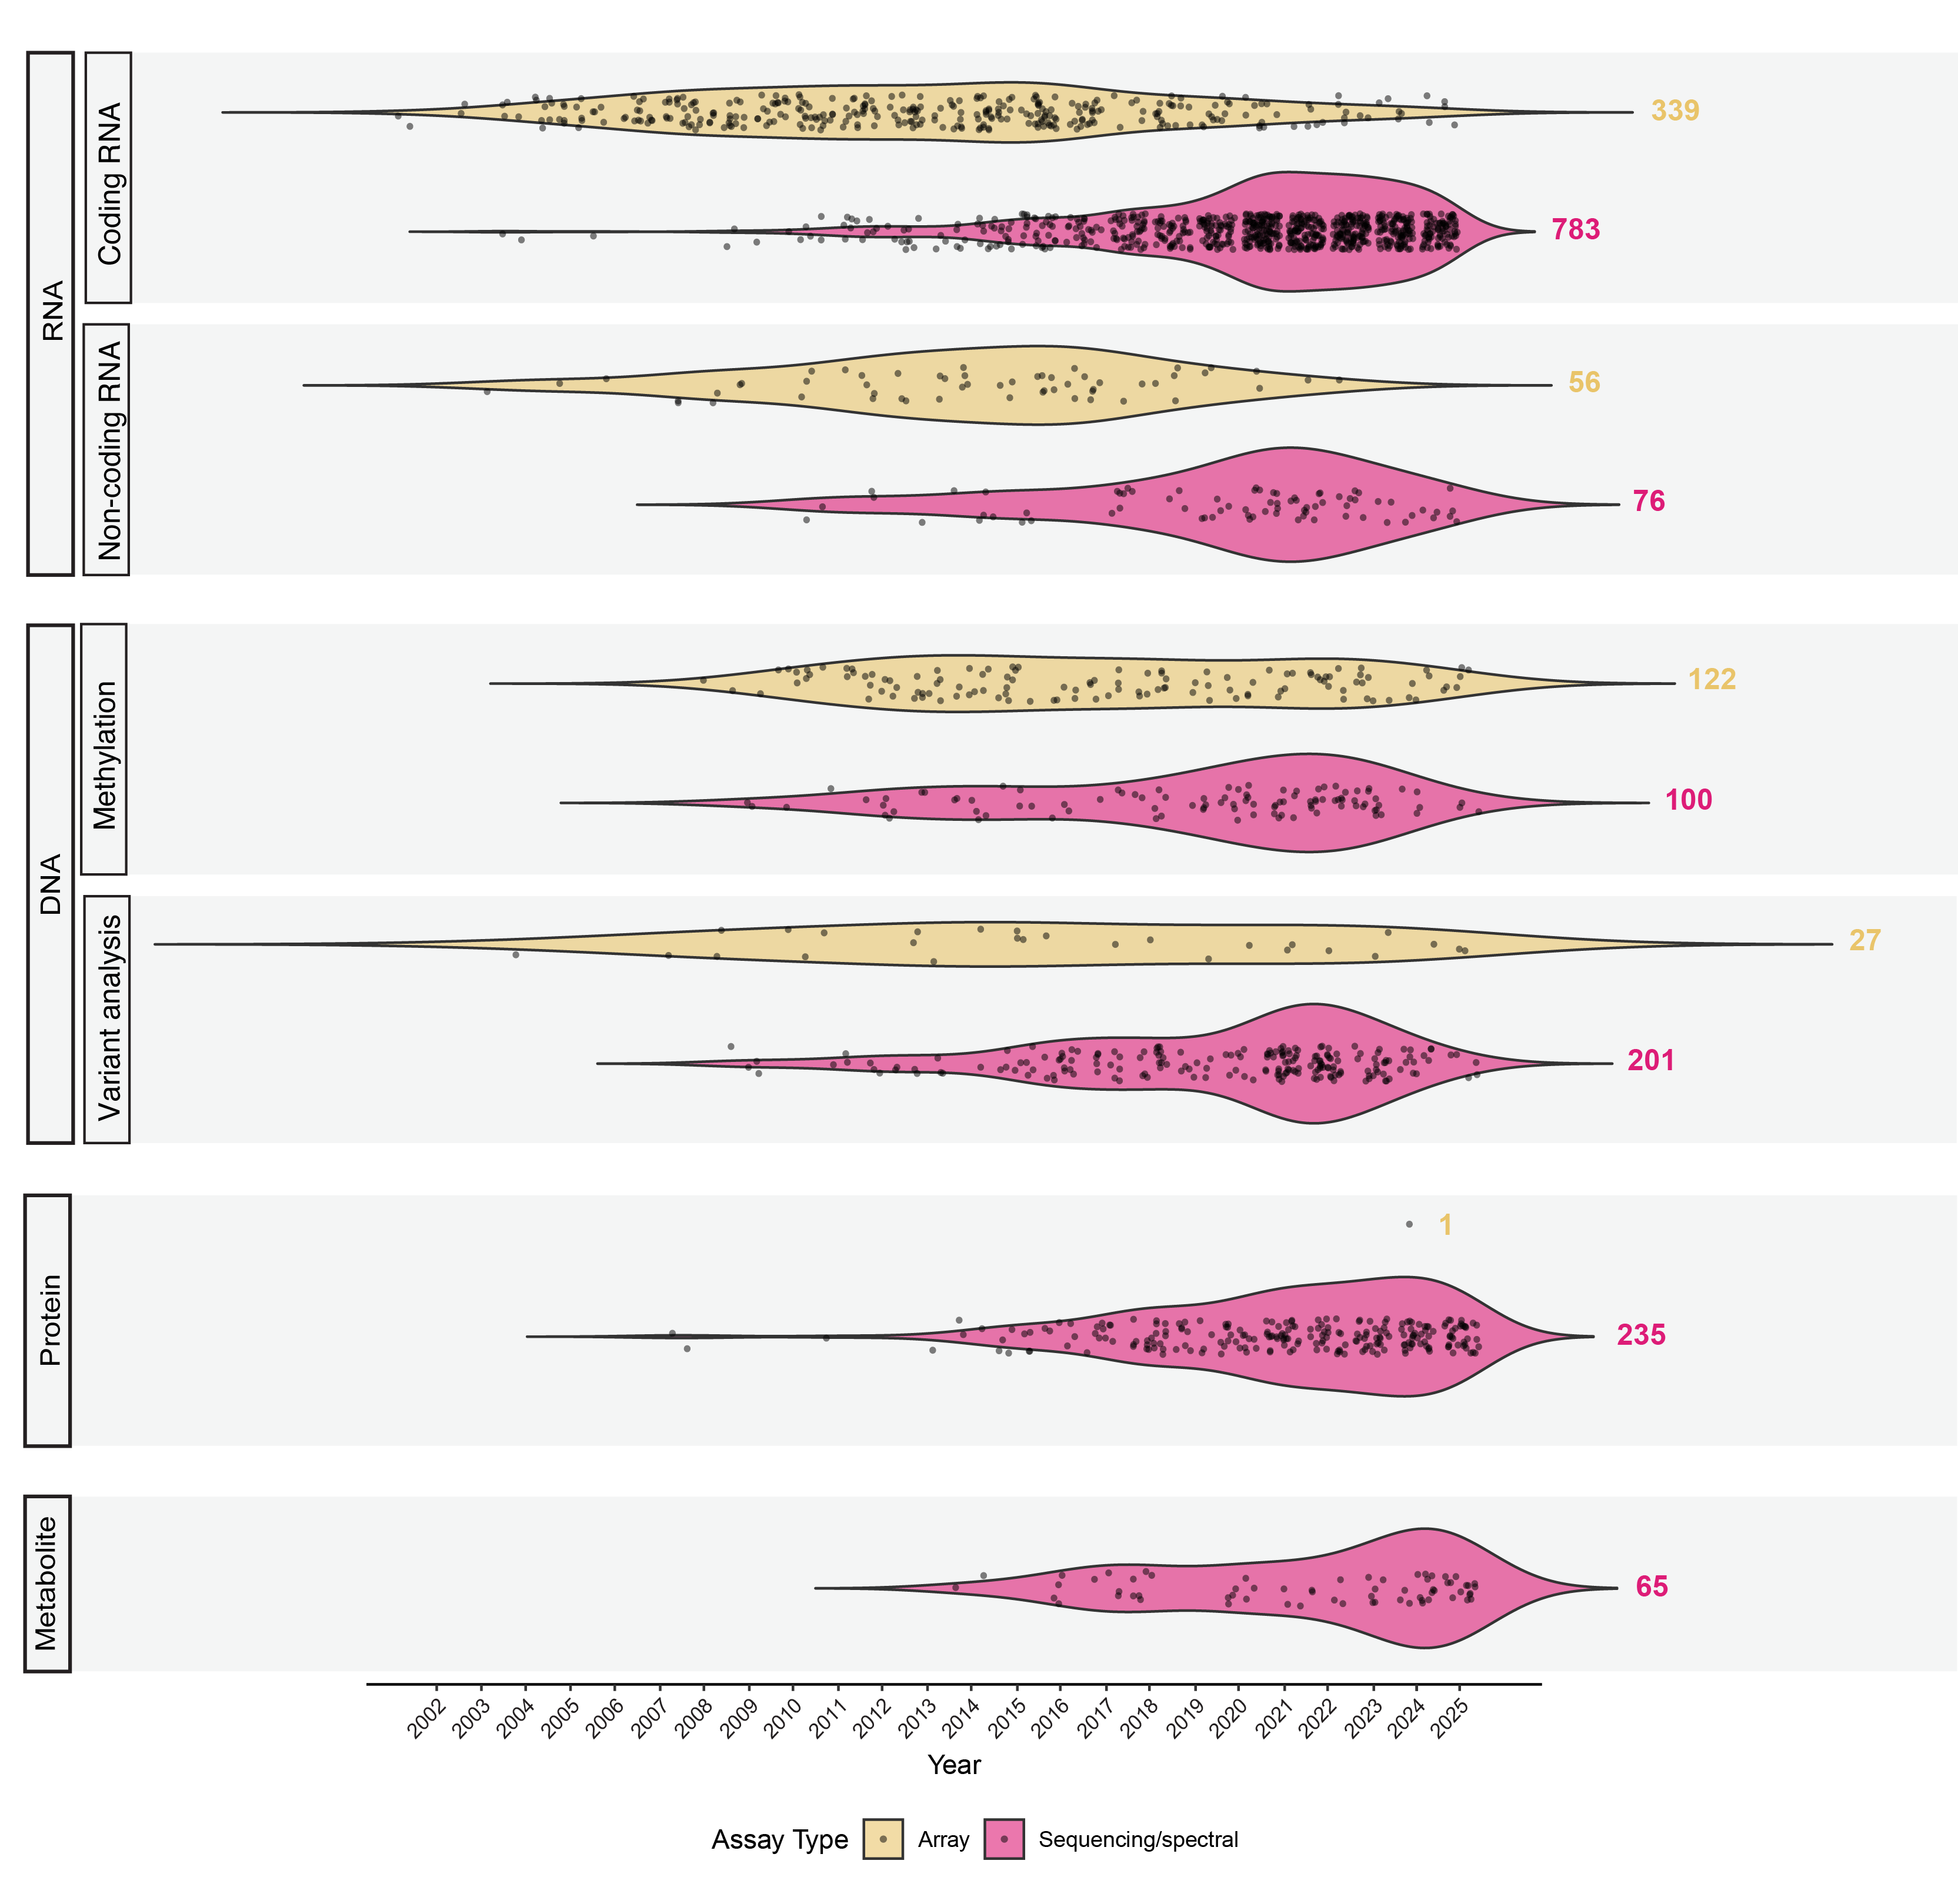 RNA
Coding RNA
339
783
Non-coding RNA
56
76
DNA
Methylation
122
100
Variant analysis
27
201
Protein
1
235
Metabolite
65
2002 2003 2004 2005 2006 2007 2008 2009 2010 2011 2012 2013 2014 2015 2016 2017 2018 2019 2020 2021 2022 2023 2024 2025
Year
Assay Type Array Sequencing/spectral